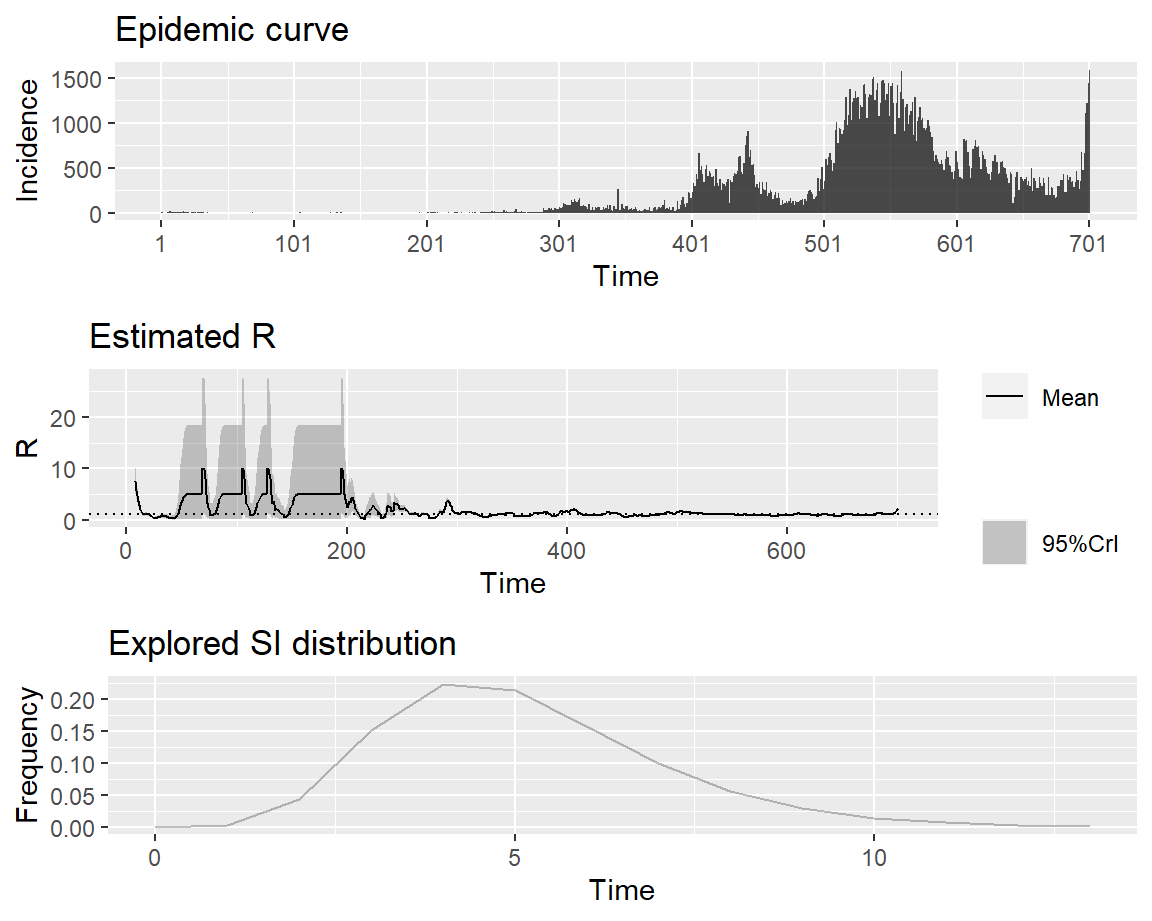 Epidemic curve
Incidence
1500
1000
500
0
1 101 201 301 401 501 601 701
Time
Estimated R
R
20
10
0
0 200 400 600
Time
Mean
95%CrI
Explored SI distribution
Frequency
0.20
0.15
0.10
0.05
0.00
0 5 10
Time